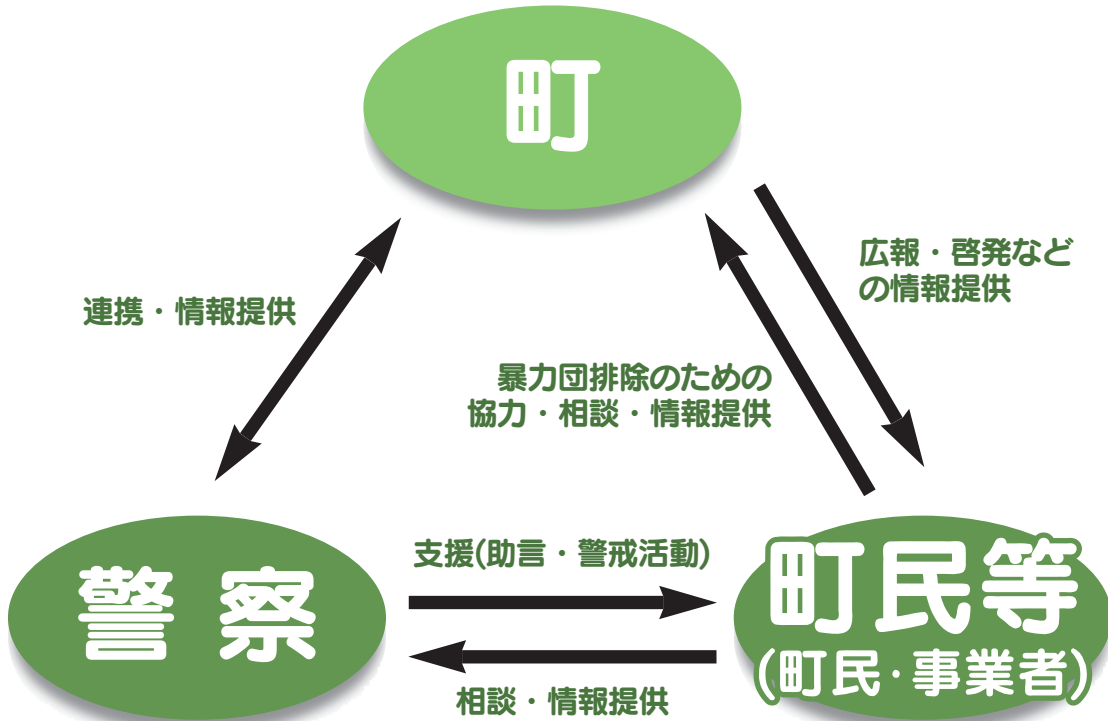 町
連携・情報提供
広報・啓発など
の情報提供
暴力団排除のための
協力・相談・情報提供
支援(助言・警戒活動)
警察
町民等
(町民・事業者)
相談・情報提供